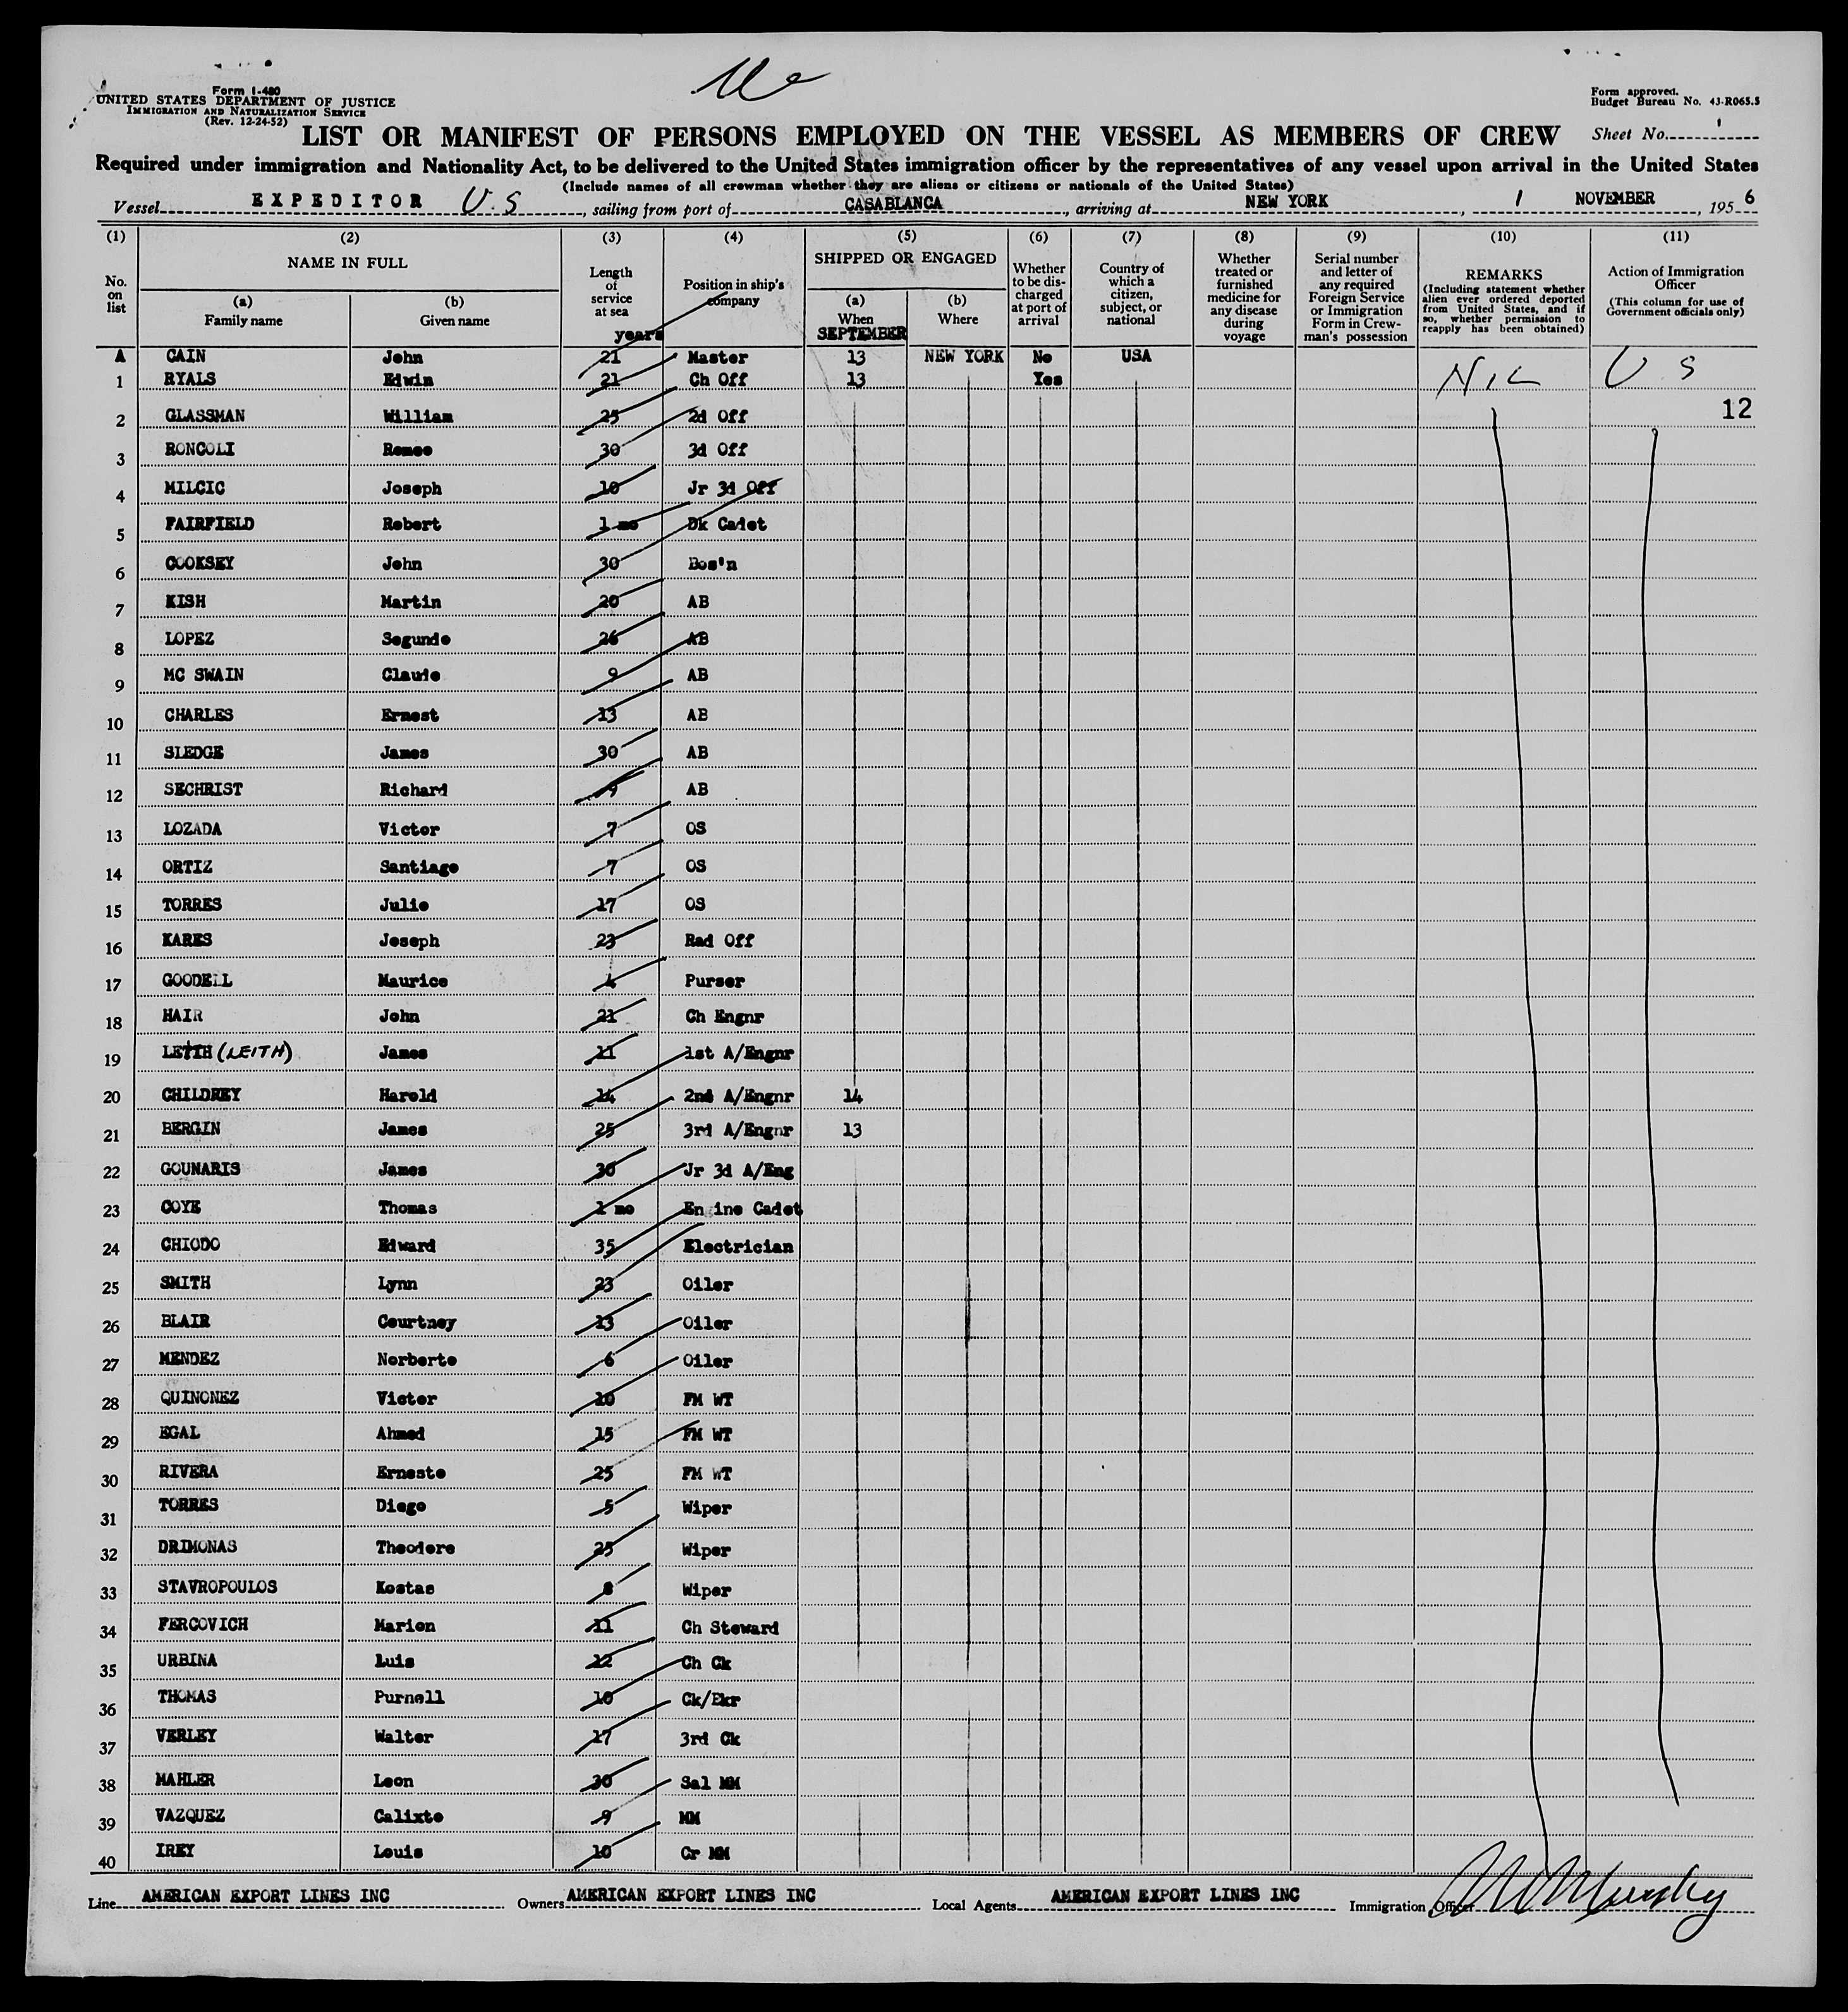 Form I-480
UNITED STATES DEPARTMENT OF JUSTICE
IMMIGRATION AND NATURALIZATION SERVICE
(Rev. 12-24-52)
Form approved.
Budget Bureau No. 43-R065.5
LIST OR MANIFEST OF PERSONS EMPLOYED ON THE VESSEL AS MEMBERS OF CREW
Sheet No. 1
Required under immigration and Nationality Act, to be delivered to the United States immigration officer by the representatives of any vessel upon arrival in the United States
(Include names of all crewman whether they are aliens or citizens or nationals of the United States)
Vessel EXPEDITOR U.S, sailing from port of CASABLANCA, arriving at NEW YORK, 1 NOVEMBER, 1956
(1) (2) (3) (4) (5) (6) (7) (8) (9) (10) (11)
No. on list
NAME IN FULL
(a) Family name
(b) Given name
Length of service at sea
years
Position in ship's company
SHIPPED OR ENGAGED
(a) When
SEPTEMBER
(b) Where
Whether to be discharged at port of arrival
Country of which a citizen, subject, or national
Whether treated or furnished medicine for any disease during voyage
Serial number and letter of any required Foreign Service or Immigration Form in Crewman's possession
REMARKS
(Including statement whether alien ever ordered deported from United States, and if so, whether permission to reapply has been obtained)
Action of Immigration Officer
(This column for use of Government officials only)
A CAIN John 21 Master 13 NEW YORK No USA
1 RYALS Edwin 21 Ch Off 13 Yes NIL U S
12
2 GLASSMAN William 25 2d Off
3 RONCOLI Romeo 30 3d Off
4 MILCIC Joseph 10 Jr 3d Off
5 FAIRFIELD Robert 1 mo Dk Cadet
6 COOKSEY John 30 Bos'n
7 KISH Martin 20 AB
8 LOPEZ Segundo 26 AB
9 MC SWAIN Claude 9 AB
10 CHARLES Ernest 13 AB
11 SLEDGE James 30 AB
12 SECHRIST Richard AB
13 LOZADA Victor 7 OS
14 ORTIZ Santiago 7 OS
15 TORRES Julio 17 OS
16 KARES Joseph 23 Rad Off
17 GOODELL Maurice Purser
18 HAIR John 21 Ch Engnr
19 LETTH (LEITH) James 11 1st A/Engnr
20 CHILDREY Harold 14 2nd A/Engnr 14
21 BERGIN James 25 3rd A/Engnr 13
22 GOUNARIS James 30 Jr 3d A/Eng
23 COYE Thomas 1 mo En ine Cadet
24 CHIODO Edward 35 Electrician
25 SMITH Lynn 23 Oiler
26 BLAIR Courtney 13 Oiler
27 MENDEZ Norberto 6 Oiler
28 QUINONEZ Victor 10 FM WT
29 EGAL Ahmed 15 FM WT
30 RIVERA Ernesto 25 FM WT
31 TORRES Diego 5 Wiper
32 DRIMONAS Theodore 25 Wiper
33 STAVROPOULOS Kostas 8 Wiper
34 FERCOVICH Marion 11 Ch Steward
35 URBINA Luis 12 Ch Ck
36 THOMAS Purnell 10 Ck/Bkr
37 VERLEY Walter 17 3rd Ck
38 MAHLER Leon 30 Sal MM
39 VAZQUEZ Calixto 9 MM
40 IREY Louis 10 Cr MM
Line AMERICAN EXPORT LINES INC Owners AMERICAN EXPORT LINES INC Local Agents AMERICAN EXPORT LINES INC Immigration Officer